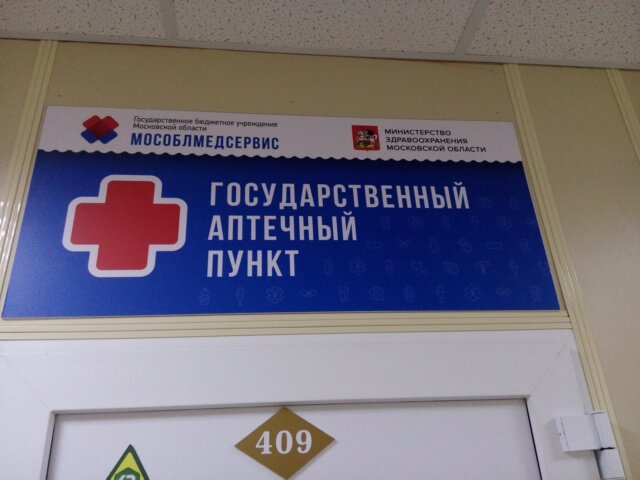 Государственное бюджетное учреждение
Московской области
МОСОБЛМЕДСЕРВИС
МИНИСТЕРСТВО
ЗДРАВООХРАНЕНИЯ
МОСКОВСКОЙ ОБЛАСТИ
ГОСУДАРСТВЕННЫЙ
АПТЕЧНЫЙ
ПУНКТ
409